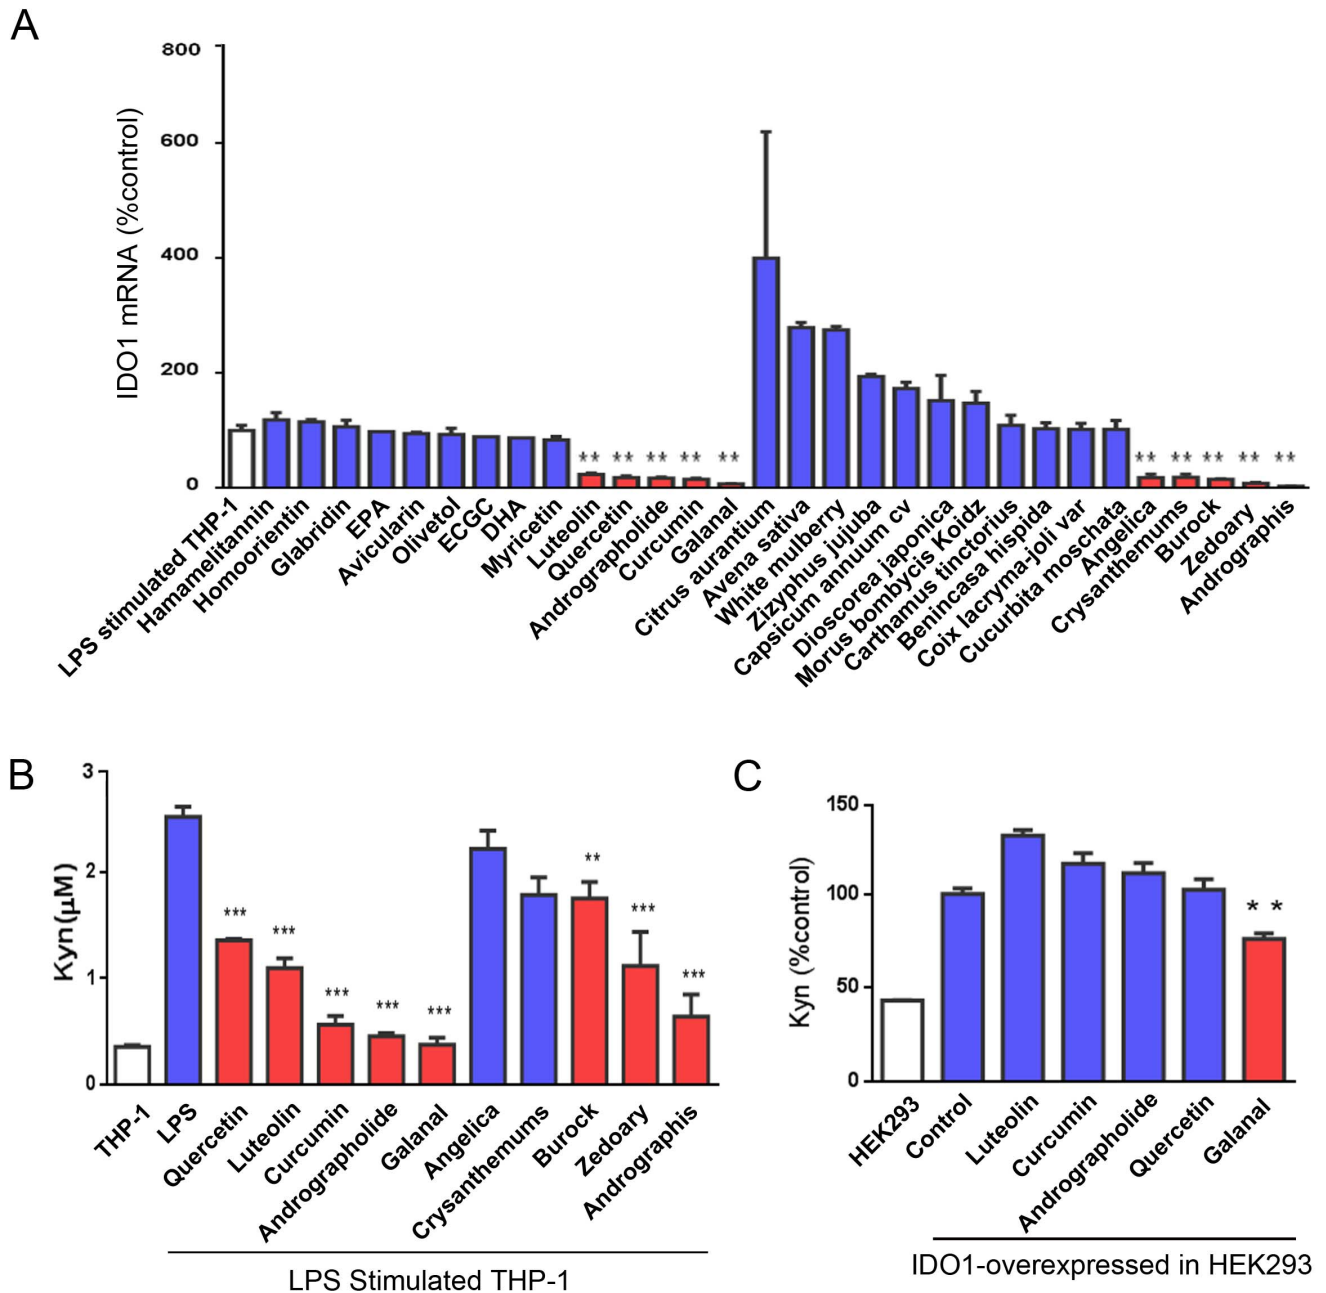 A
IDO1 mRNA (%control)
800
600
400
200
0
** ** ** ** ** ** ** ** ** **
LPS stimulated THP-1
Hamamelitannin
Homoorientin
Glabridin
EPA
Avicularin
Olivetol
ECGC
DHA
Myricetin
Luteolin
Quercetin
Andrographolide
Curcumin
Galanal
Citrus aurantium
Avena sativa
White mulberry
Zizyphus jujuba
Capsicum annuum cv
Dioscorea japonica
Morus bombycis Koidz
Carthamus tinctorius
Benincasa hispida
Coix lacryma-joli var
Cucurbita moschata
Angelica
Crysanthemums
Burock
Zedoary
Andrographis
B
Kyn(μM)
3
2
1
0
*** *** *** *** *** ** *** ***
THP-1
LPS
Quercetin
Luteolin
Curcumin
Andrographolide
Galanal
Angelica
Crysanthemums
Burock
Zedoary
Andrographis
LPS Stimulated THP-1
C
Kyn (%control)
150
100
50
0
* *
HEK293
Control
Luteolin
Curcumin
Andrographolide
Quercetin
Galanal
IDO1-overexpressed in HEK293